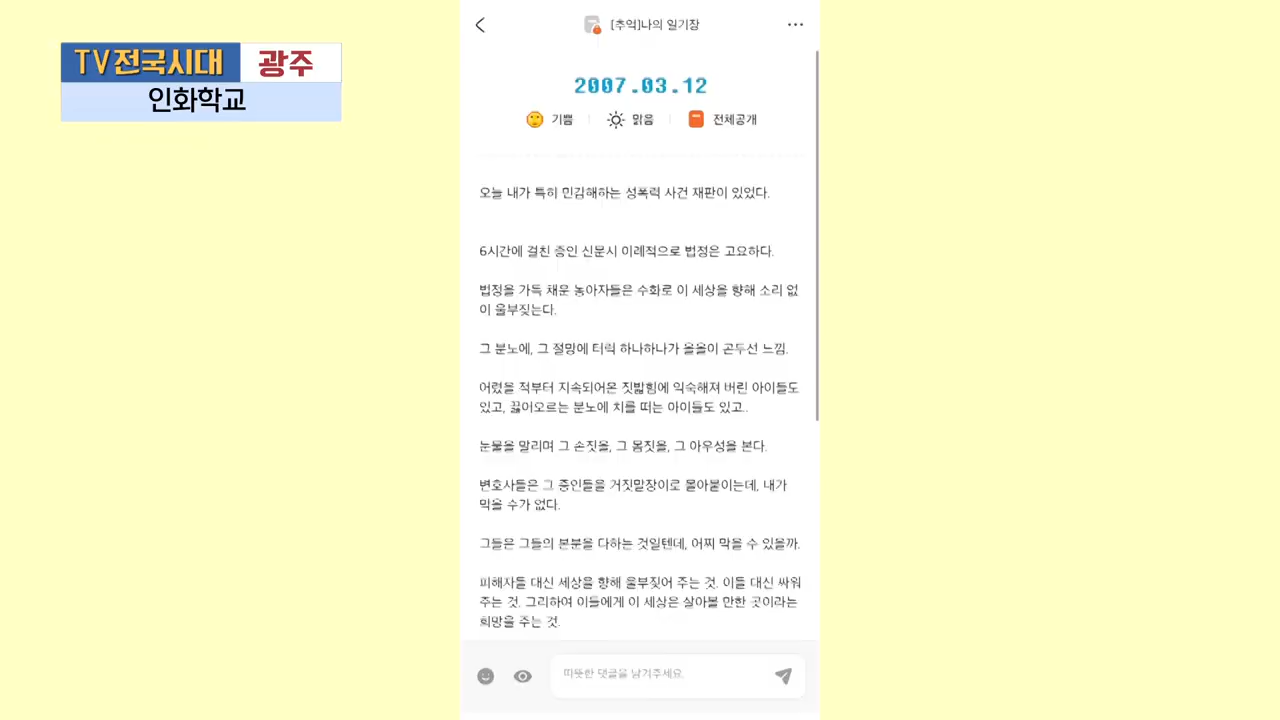 TV전국시대 광주
인화학교
[추억]나의 일기장
2007.03.12
기쁨 맑음 전체공개
오늘 내가 특히 민감해하는 성폭력 사건 재판이 있었다.
6시간에 걸친 증인 신문시 이례적으로 법정은 고요하다.
법정을 가득 채운 농아자들은 수화로 이 세상을 향해 소리 없
이 울부짖는다.
그 분노에, 그 절망에 터럭 하나하나가 올올이 곤두선 느낌.
어렸을 적부터 지속되어온 짓밟힘에 익숙해져 버린 아이들도
있고, 끓어오르는 분노에 치를 떠는 아이들도 있고..
눈물을 말리며 그 손짓을, 그 몸짓을, 그 아우성을 본다.
변호사들은 그 증인들을 거짓말장이로 몰아붙이는데, 내가
막을 수가 없다.
그들은 그들의 본분을 다하는 것일텐데, 어찌 막을 수 있을까.
피해자들 대신 세상을 향해 울부짖어 주는 것. 이들 대신 싸워
주는 것. 그리하여 이들에게 이 세상은 살아볼 만한 곳이라는
희망을 주는 것.
따뜻한 댓글을 남겨주세요.